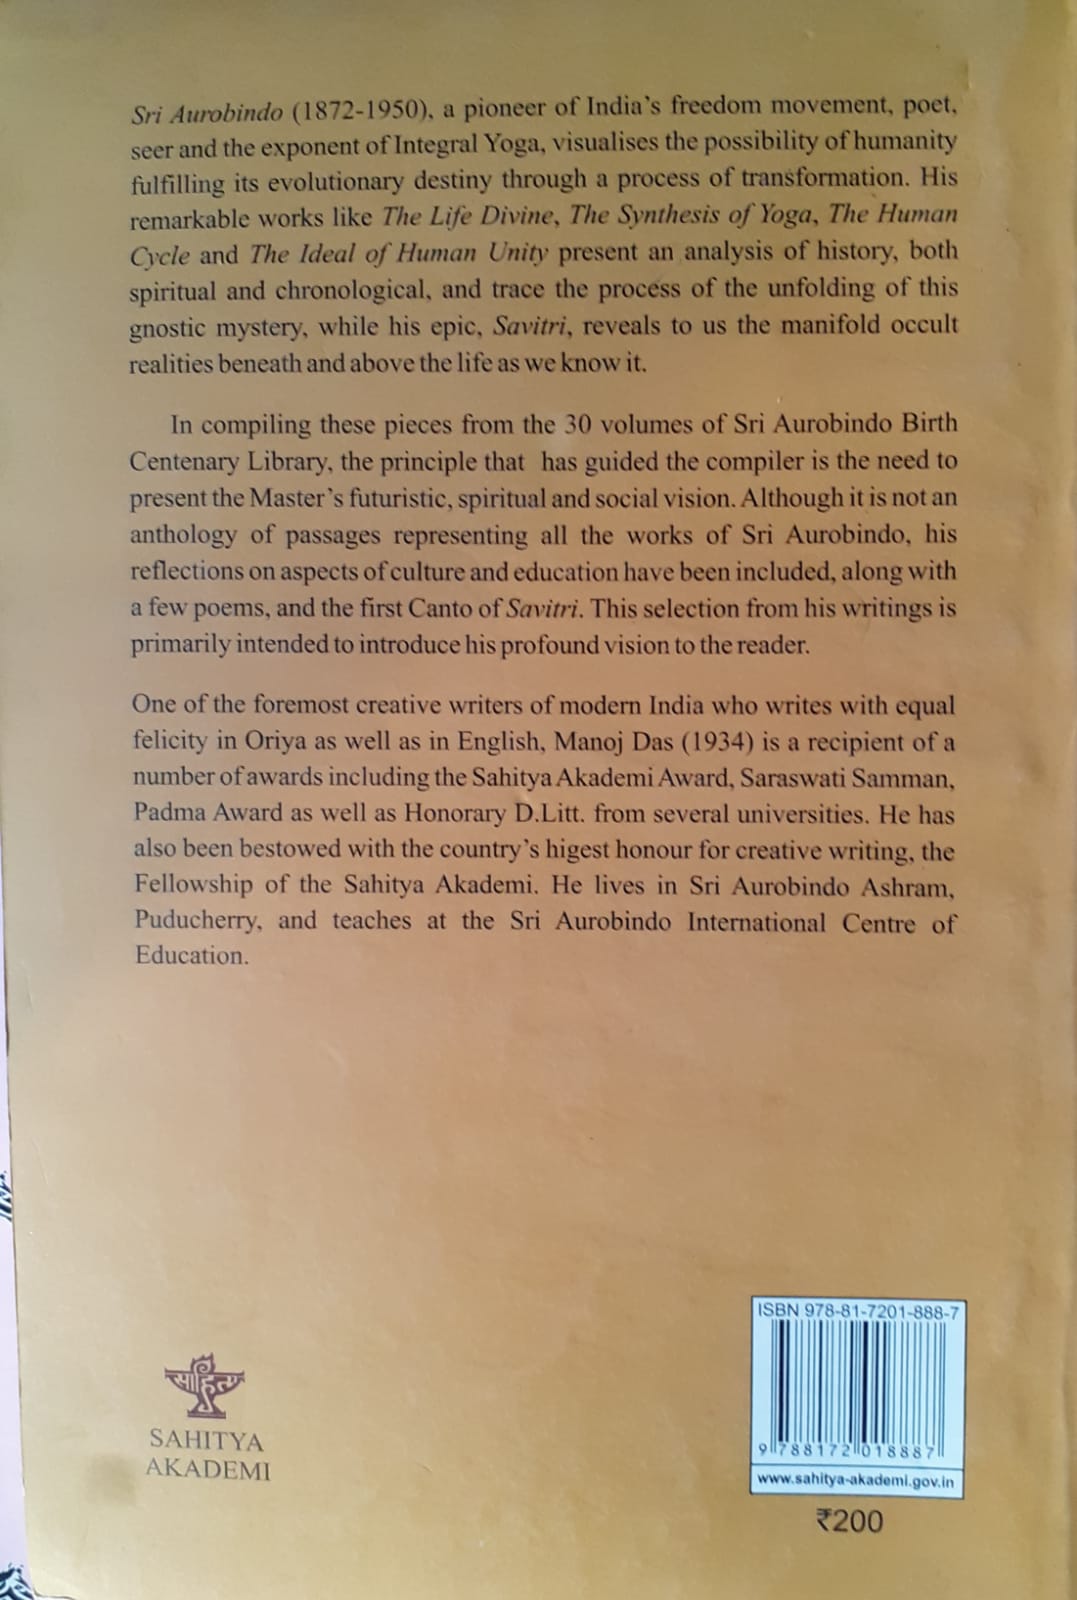 Sri Aurobindo (1872-1950), a pioneer of India's freedom movement, poet,
seer and the exponent of Integral Yoga, visualises the possibility of humanity
fulfilling its evolutionary destiny through a process of transformation. His
remarkable works like The Life Divine, The Synthesis of Yoga, The Human
Cycle and The Ideal of Human Unity present an analysis of history, both
spiritual and chronological, and trace the process of the unfolding of this
gnostic mystery, while his epic, Savitri, reveals to us the manifold occult
realities beneath and above the life as we know it.
In compiling these pieces from the 30 volumes of Sri Aurobindo Birth
Centenary Library, the principle that has guided the compiler is the need to
present the Master's futuristic, spiritual and social vision. Although it is not an
anthology of passages representing all the works of Sri Aurobindo, his
reflections on aspects of culture and education have been included, along with
a few poems, and the first Canto of Savitri. This selection from his writings is
primarily intended to introduce his profound vision to the reader.
One of the foremost creative writers of modern India who writes with equal
felicity in Oriya as well as in English, Manoj Das (1934) is a recipient of a
number of awards including the Sahitya Akademi Award, Saraswati Samman,
Padma Award as well as Honorary D.Litt. from several universities. He has
also been bestowed with the country's higest honour for creative writing, the
Fellowship of the Sahitya Akademi. He lives in Sri Aurobindo Ashram,
Puducherry, and teaches at the Sri Aurobindo International Centre of
Education.
साहित्य
SAHITYA
AKADEMI
ISBN 978-81-7201-888-7
9 788172 018887
www.sahitya-akademi.gov.in
₹200